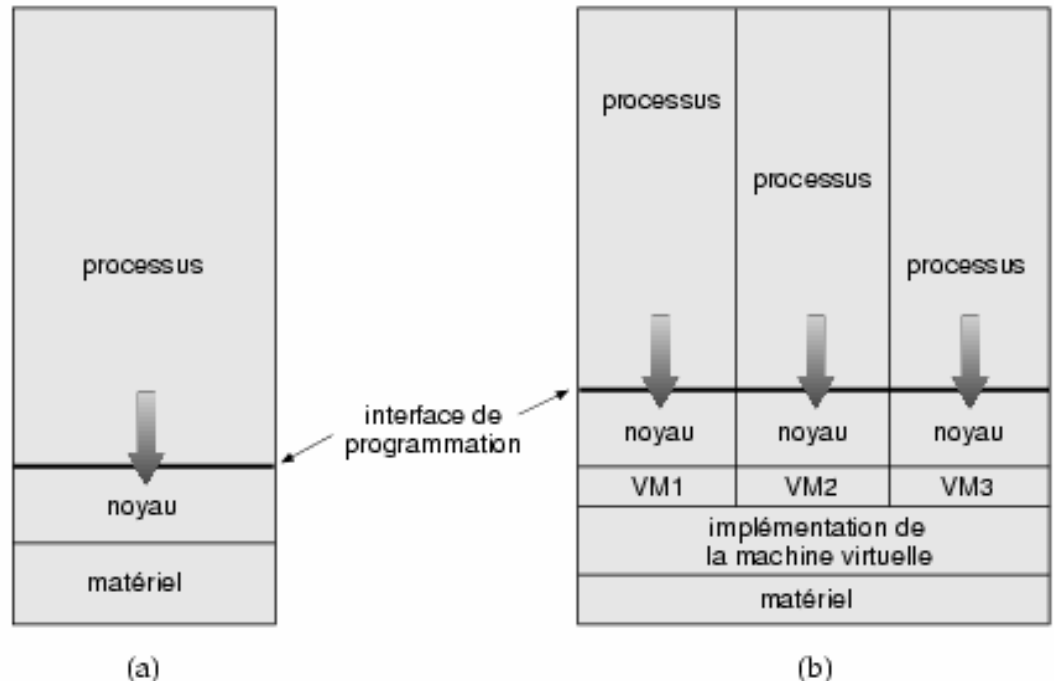 processus
noyau
matériel
(a)
interface de
programmation
processus
processus
processus
noyau
noyau
noyau
VM1
VM2
VM3
implémentation de
la machine virtuelle
matériel
(b)